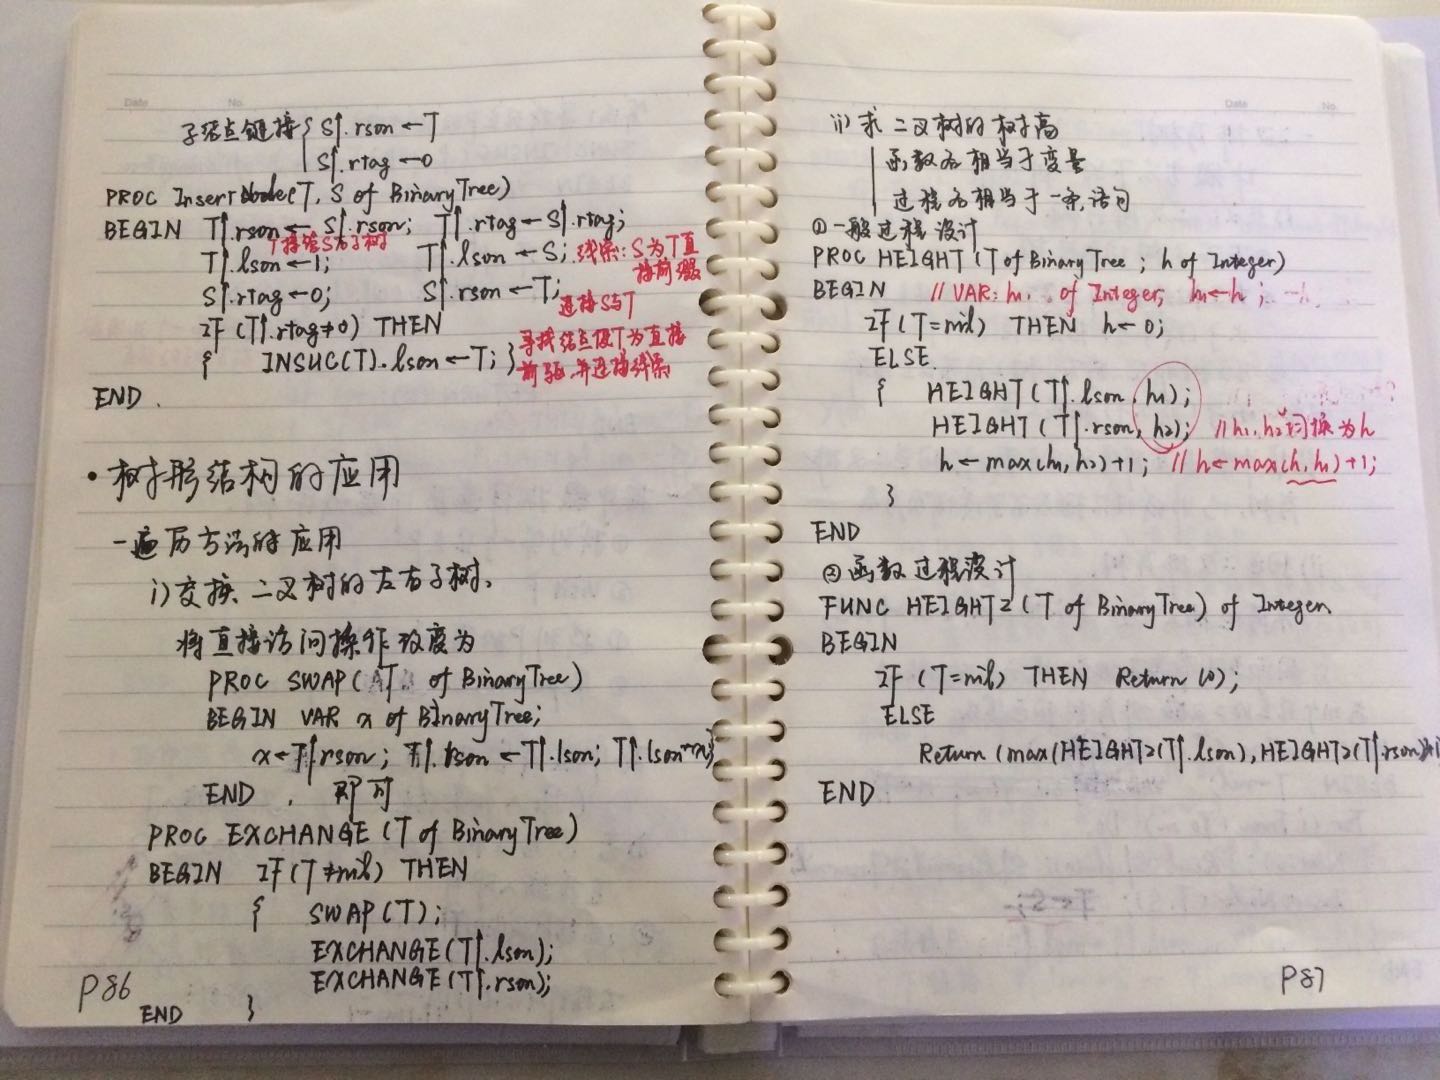 Date No.
子结点链接{ S↑.rson←T
S↑.rtag←0
PROC InsertNode(T, S of BinaryTree)
BEGIN T↑.rson← S↑.rson; T↑.rtag←S↑.rtag;
T接给S右子树
T↑.lson←1; T↑.lson←S; 线索:S为T直
接前缀
S↑.rtag←0; S↑.rson←T;
连接S与T
IF (T↑.rtag≠0) THEN
{ INSUC(T).lson←T; } 寻找结点使T为直接
前驱,并连接线索
END.
• 树形结构的应用
一遍历方法的应用
i)交换二叉树的左右子树.
将直接访问操作改变为
PROC SWAP( T of BinaryTree)
BEGIN VAR x of BInaryTree;
x←T↑.rson; T↑.rson←T↑.lson; T↑.lson←x;
END . 即可
PROC EXCHANGE (T of BinaryTree)
BEGIN IF(T≠nil) THEN
{ SWAP(T);
EXCHANGE(T↑.lson);
EXCHANGE(T↑.rson);
END }
P86
Date No.
ii) 求二叉树的树高
函数名相当于变量
过程名相当于一条语句
①一般过程设计
PROC HEIGHT (T of BinaryTree ; h of Integer)
BEGIN // VAR: h1, of Integer; h1←h ;
IF(T=nil) THEN h←0;
ELSE
{ HEIGHT(T↑.lson, h1);
HEIGHT(T↑.rson, h2); //h1,h2均换为h
h←max(h1,h2)+1; //h←max(h,h1)+1;
}
END
②函数过程设计
FUNC HEIGHT2(T of BinaryTree) of Integer
BEGIN
IF (T=nil) THEN Return (0);
ELSE
Return (max(HEIGHT2(T↑.lson), HEIGHT2(T↑.rson))+1
END
P87